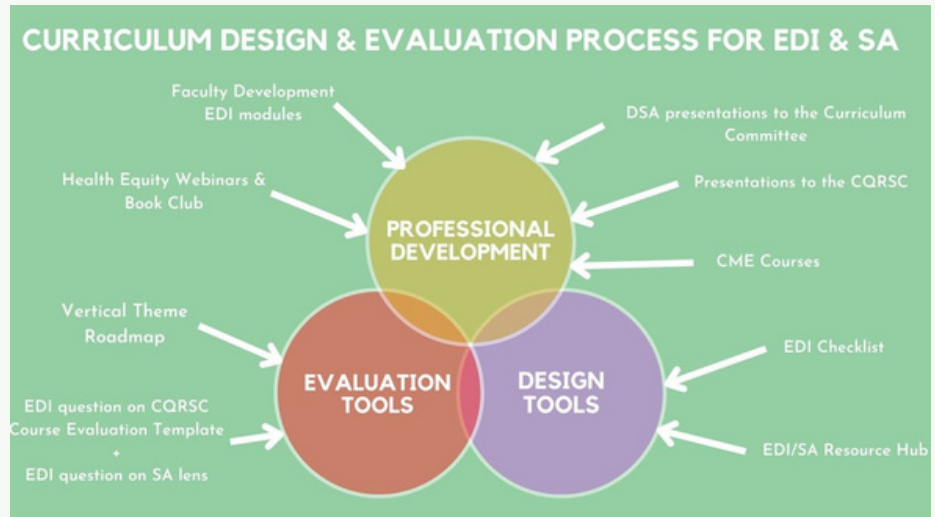 CURRICULUM DESIGN & EVALUATION PROCESS FOR EDI & SA
Faculty Development
EDI modules
DSA presentations to the Curriculum
Committee
Health Equity Webinars &
Book Club
Presentations to the CQRSC
PROFESSIONAL
DEVELOPMENT
CME Courses
Vertical Theme
Roadmap
EDI Checklist
EVALUATION
TOOLS
DESIGN
TOOLS
EDI question on CQRSC
Course Evaluation Template
+
EDI question on SA lens
EDI/SA Resource Hub